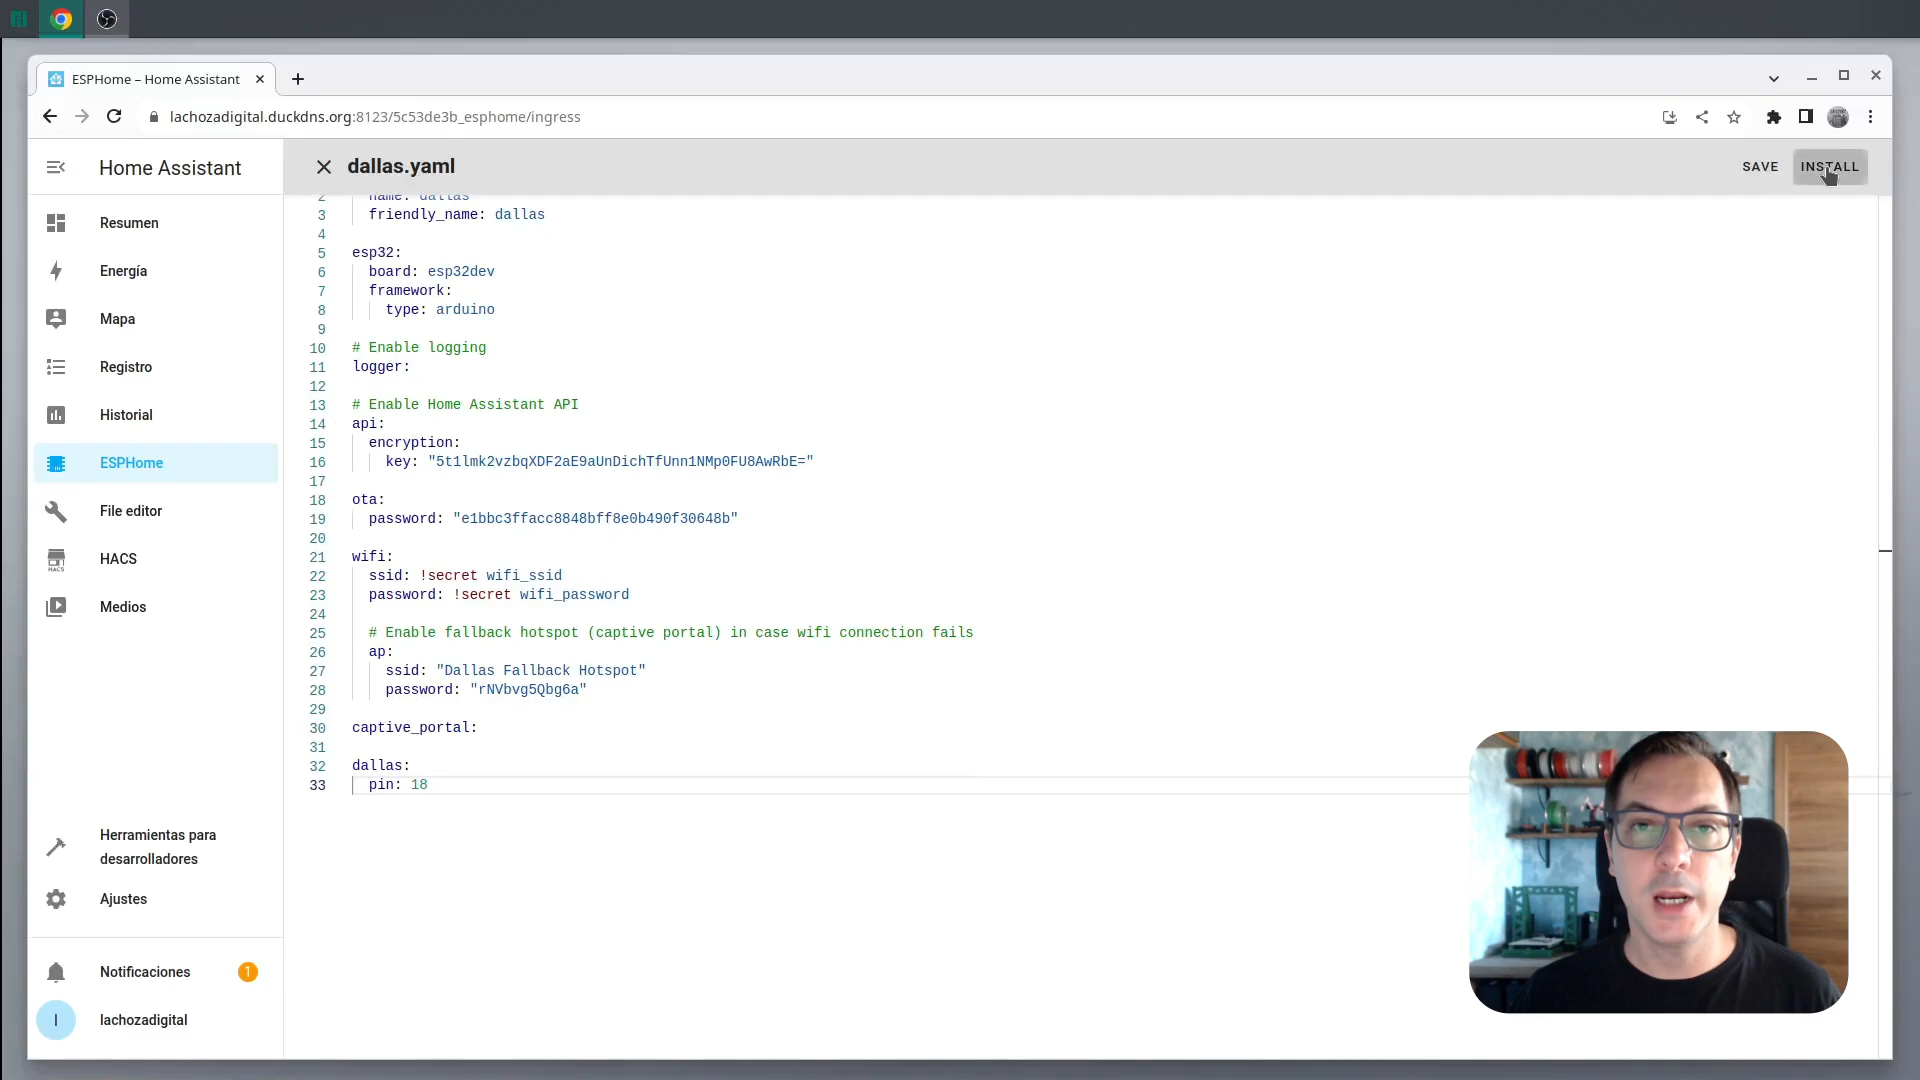 ESPHome – Home Assistant
lachozadigital.duckdns.org:8123/5c53de3b_esphome/ingress
Home Assistant
dallas.yaml
SAVE
INSTALL
Resumen
Energía
Mapa
Registro
Historial
ESPHome
File editor
HACS
HACS
Medios
Herramientas para
desarrolladores
Ajustes
Notificaciones 1
l lachozadigital
2 name: dallas
3 friendly_name: dallas
4
5 esp32:
6 board: esp32dev
7 framework:
8 type: arduino
9
10 # Enable logging
11 logger:
12
13 # Enable Home Assistant API
14 api:
15 encryption:
16 key: "5t1lmk2vzbqXDF2aE9aUnDichTfUnn1NMp0FU8AwRbE="
17
18 ota:
19 password: "e1bbc3ffacc8848bff8e0b490f30648b"
20
21 wifi:
22 ssid: !secret wifi_ssid
23 password: !secret wifi_password
24
25 # Enable fallback hotspot (captive portal) in case wifi connection fails
26 ap:
27 ssid: "Dallas Fallback Hotspot"
28 password: "rNVbvg5Qbg6a"
29
30 captive_portal:
31
32 dallas:
33 pin: 18